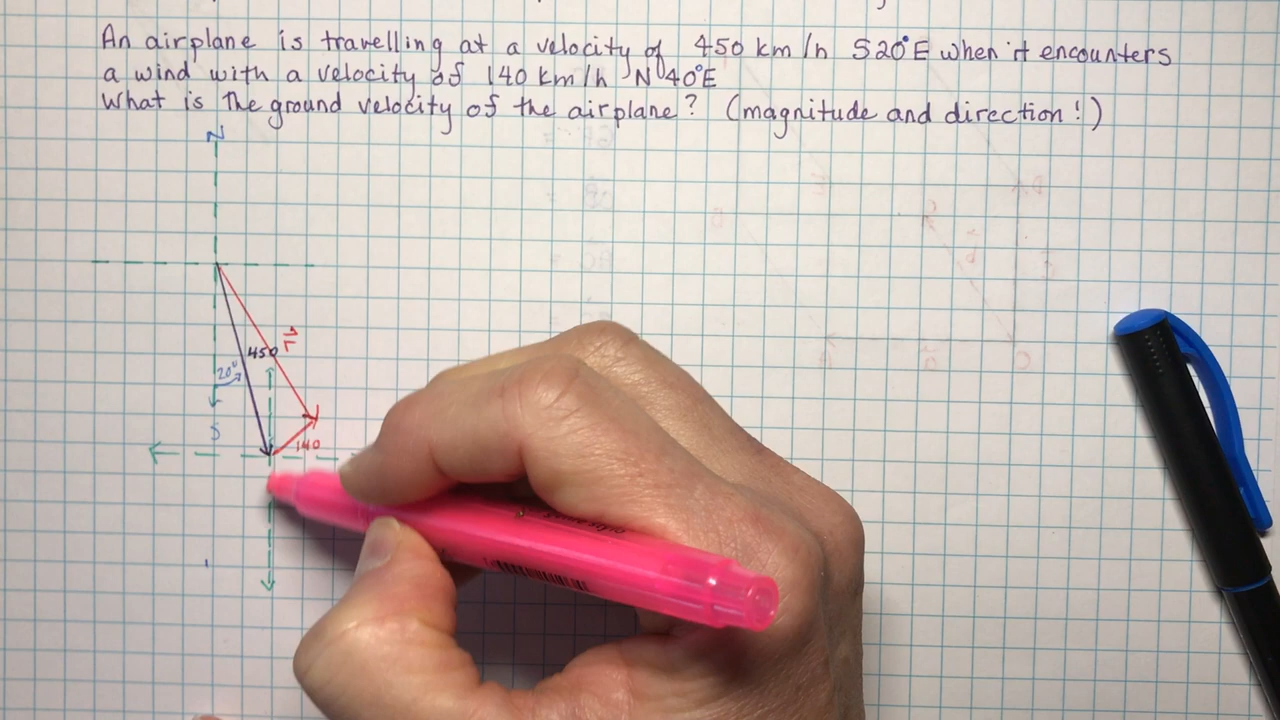 An airplane is travelling at a velocity of 450 km/h S20°E when it encounters
a wind with a velocity of 140 km/h N40°E
What is the ground velocity of the airplane? (magnitude and direction!)
N
r
450
20°
S
140